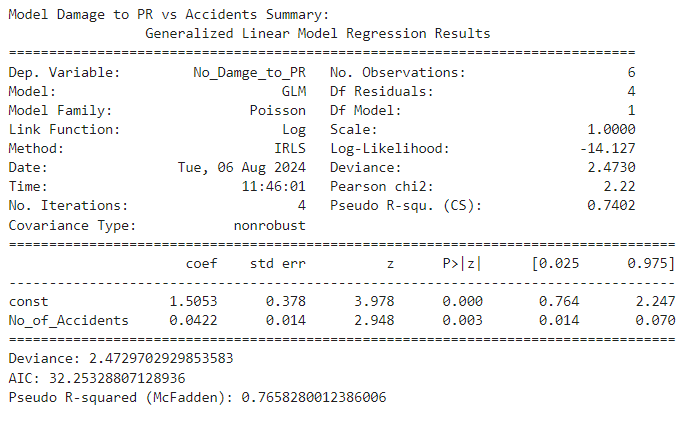 Model Damage to PR vs Accidents Summary:
Generalized Linear Model Regression Results
==============================================================================
Dep. Variable: No_Damge_to_PR No. Observations: 6
Model: GLM Df Residuals: 4
Model Family: Poisson Df Model: 1
Link Function: Log Scale: 1.0000
Method: IRLS Log-Likelihood: -14.127
Date: Tue, 06 Aug 2024 Deviance: 2.4730
Time: 11:46:01 Pearson chi2: 2.22
No. Iterations: 4 Pseudo R-squ. (CS): 0.7402
Covariance Type: nonrobust
===================================================================================
coef std err z P>|z| [0.025 0.975]
-----------------------------------------------------------------------------------
const 1.5053 0.378 3.978 0.000 0.764 2.247
No_of_Accidents 0.0422 0.014 2.948 0.003 0.014 0.070
===================================================================================
Deviance: 2.4729702929853583
AIC: 32.25328807128936
Pseudo R-squared (McFadden): 0.7658280012386006